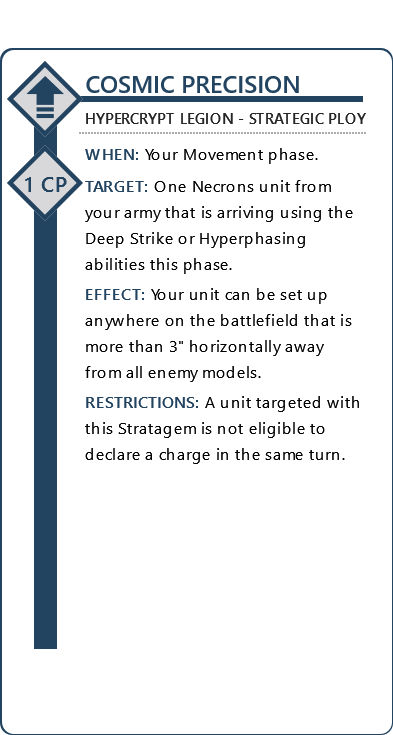 COSMIC PRECISION
HYPERCRYPT LEGION - STRATEGIC PLOY
1 CP
WHEN: Your Movement phase.
TARGET: One Necrons unit from
your army that is arriving using the
Deep Strike or Hyperphasing
abilities this phase.
EFFECT: Your unit can be set up
anywhere on the battlefield that is
more than 3" horizontally away
from all enemy models.
RESTRICTIONS: A unit targeted with
this Stratagem is not eligible to
declare a charge in the same turn.